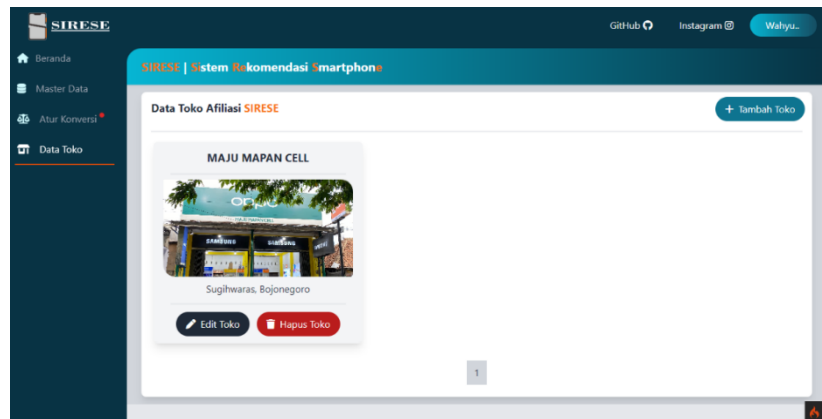 SIRESE
GitHub
Instagram
Wahyu..
Beranda
Master Data
Atur Konversi
Data Toko
SIRESE | Sistem Rekomendasi Smartphone
Data Toko Afiliasi SIRESE
+ Tambah Toko
MAJU MAPAN CELL
oppo
SAMSUNG
SAMSUNG
Sugihwaras, Bojonegoro
Edit Toko
Hapus Toko
1